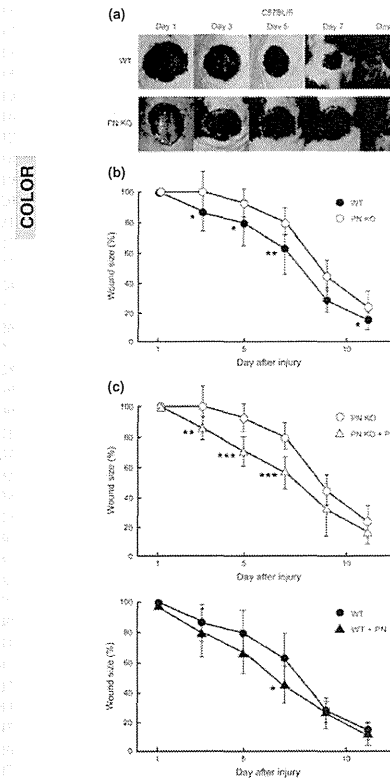 (a)
C57BL/6
Day 1 Day 3 Day 5 Day 7
WT
PN KO
COLOR
(b)
100
80
60
40
20
0
Wound size (%)
WT
PN KO
*
*
**
*
1 5 10
Day after injury
(c)
100
80
60
40
20
0
Wound size (%)
PN KO
PN KO + P
**
***
***
1 5 10
Day after injury
100
80
60
40
20
0
Wound size (%)
WT
WT + PN
*
1 5 10
Day after injury